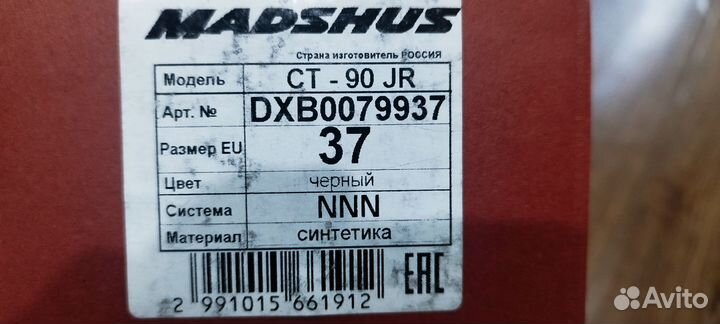 MADSHUS
Страна изготовитель РОССИЯ
Модель CT - 90 JR
Арт. № DXB0079937
Размер EU 37
Цвет черный
Система NNN
Материал синтетика
2 991015 661912
EAC
Avito